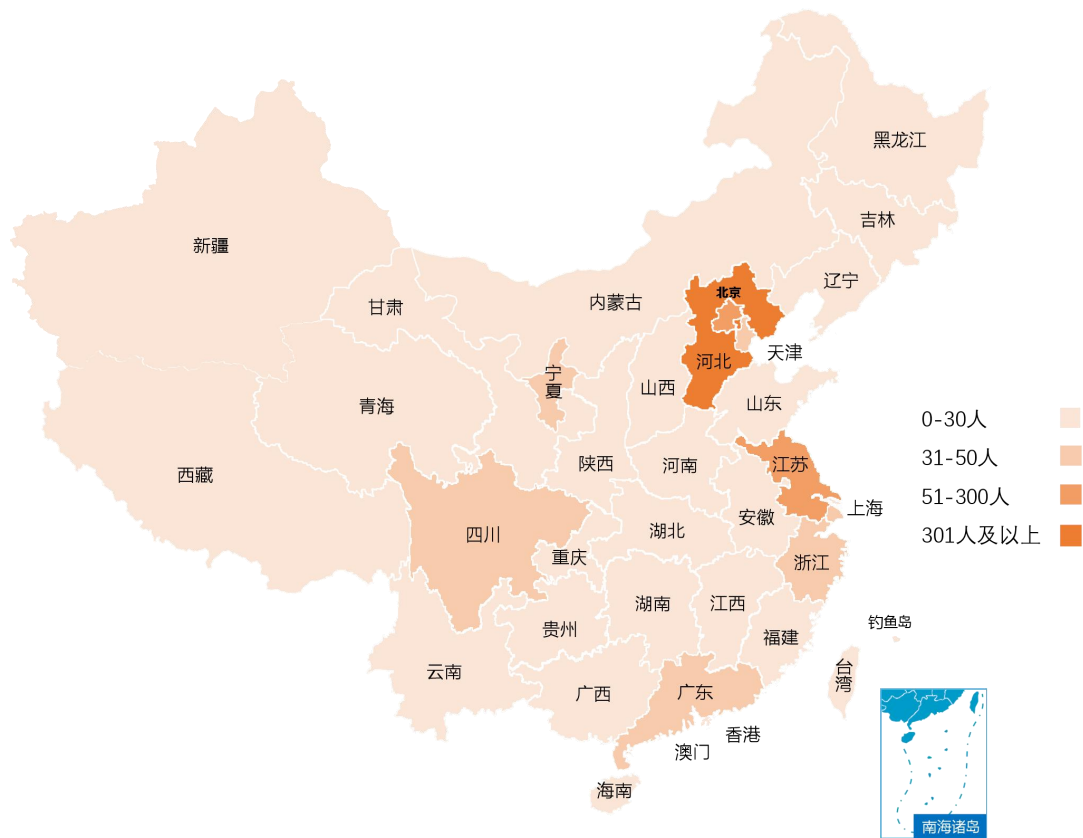 黑龙江
吉林
新疆
辽宁
北京
内蒙古
甘肃
天津
河北
宁夏
山西
山东
青海
0-30人
31-50人
51-300人
301人及以上
陕西
河南
江苏
西藏
上海
安徽
四川
湖北
重庆
浙江
湖南
江西
钓鱼岛
贵州
福建
云南
台湾
广西
广东
香港
澳门
海南
南海诸岛